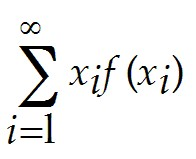 ∞
∑ xᵢf (xᵢ)
i=1